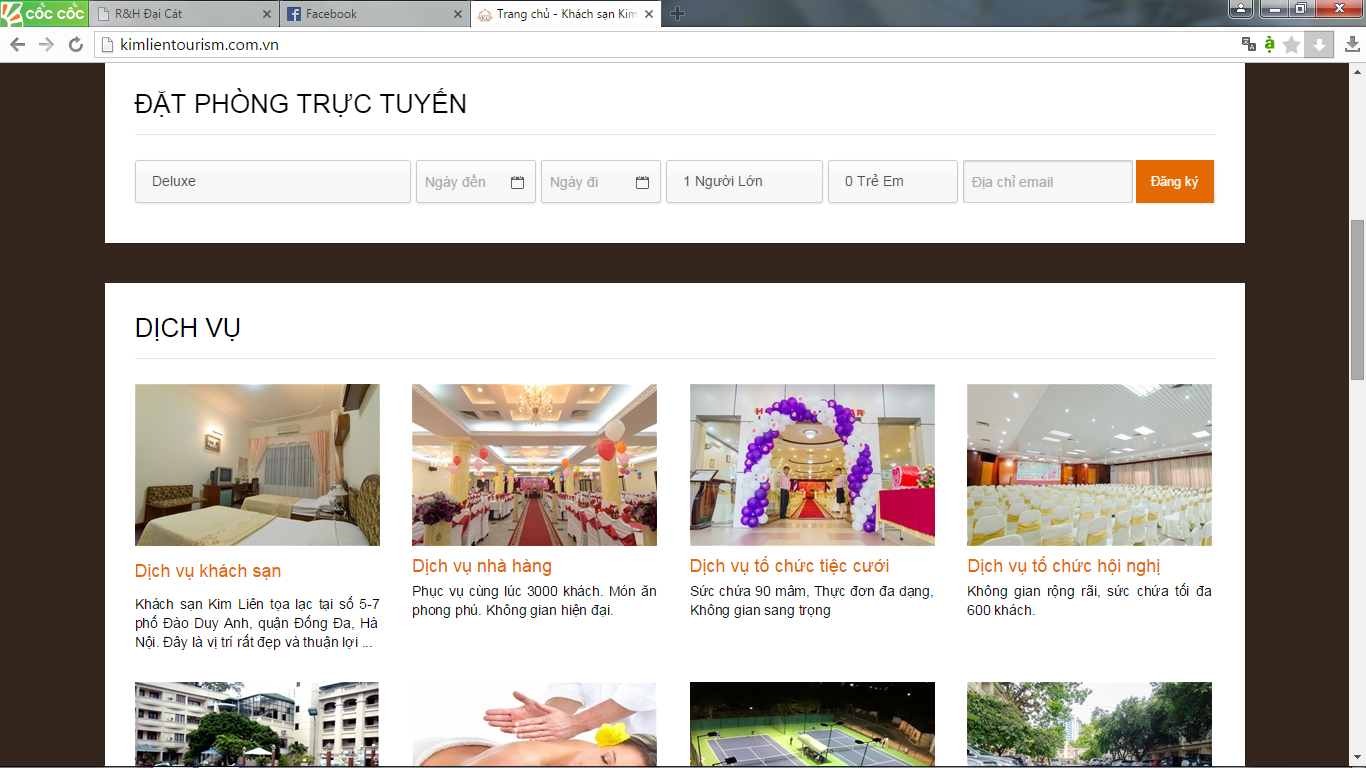 cốc cốc
R&H Đại Cát
Facebook
Trang chủ - Khách sạn Kim
kimlientourism.com.vn
ĐẶT PHÒNG TRỰC TUYẾN
Deluxe
Ngày đến
Ngày đi
1 Người Lớn
0 Trẻ Em
Địa chỉ email
Đăng ký
DỊCH VỤ
Dịch vụ khách sạn
Khách sạn Kim Liên tọa lạc tại số 5-7
phố Đào Duy Anh, quận Đống Đa, Hà
Nội. Đây là vị trí rất đẹp và thuận lợi ...
Dịch vụ nhà hàng
Phục vụ cùng lúc 3000 khách. Món ăn
phong phú. Không gian hiện đại.
Dịch vụ tổ chức tiệc cưới
Sức chứa 90 mâm, Thực đơn đa dạng,
Không gian sang trọng
Dịch vụ tổ chức hội nghị
Không gian rộng rãi, sức chứa tối đa
600 khách.